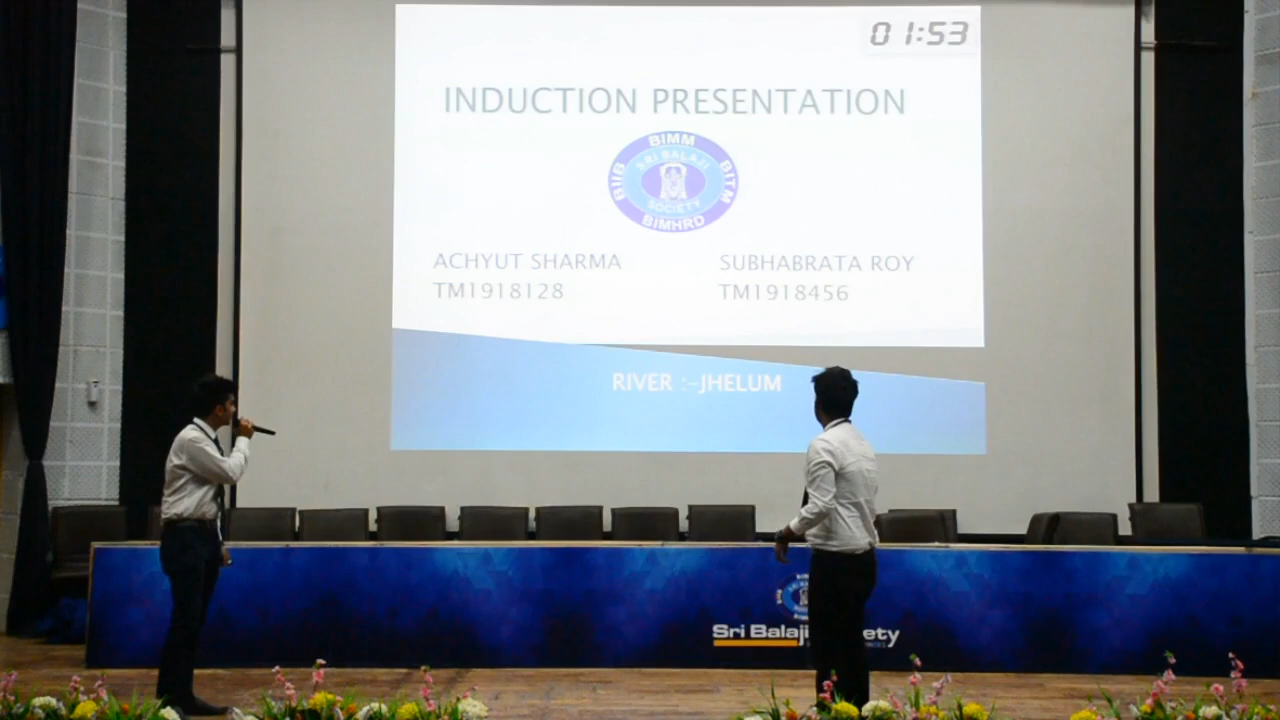 01:53
INDUCTION PRESENTATION
BIMM
BIIB
SRI BALAJI
BITM
SOCIETY
BIMHRD
ACHYUT SHARMA
TM1918128
SUBHABRATA ROY
TM1918456
RIVER :-JHELUM
Sri Balaji ety